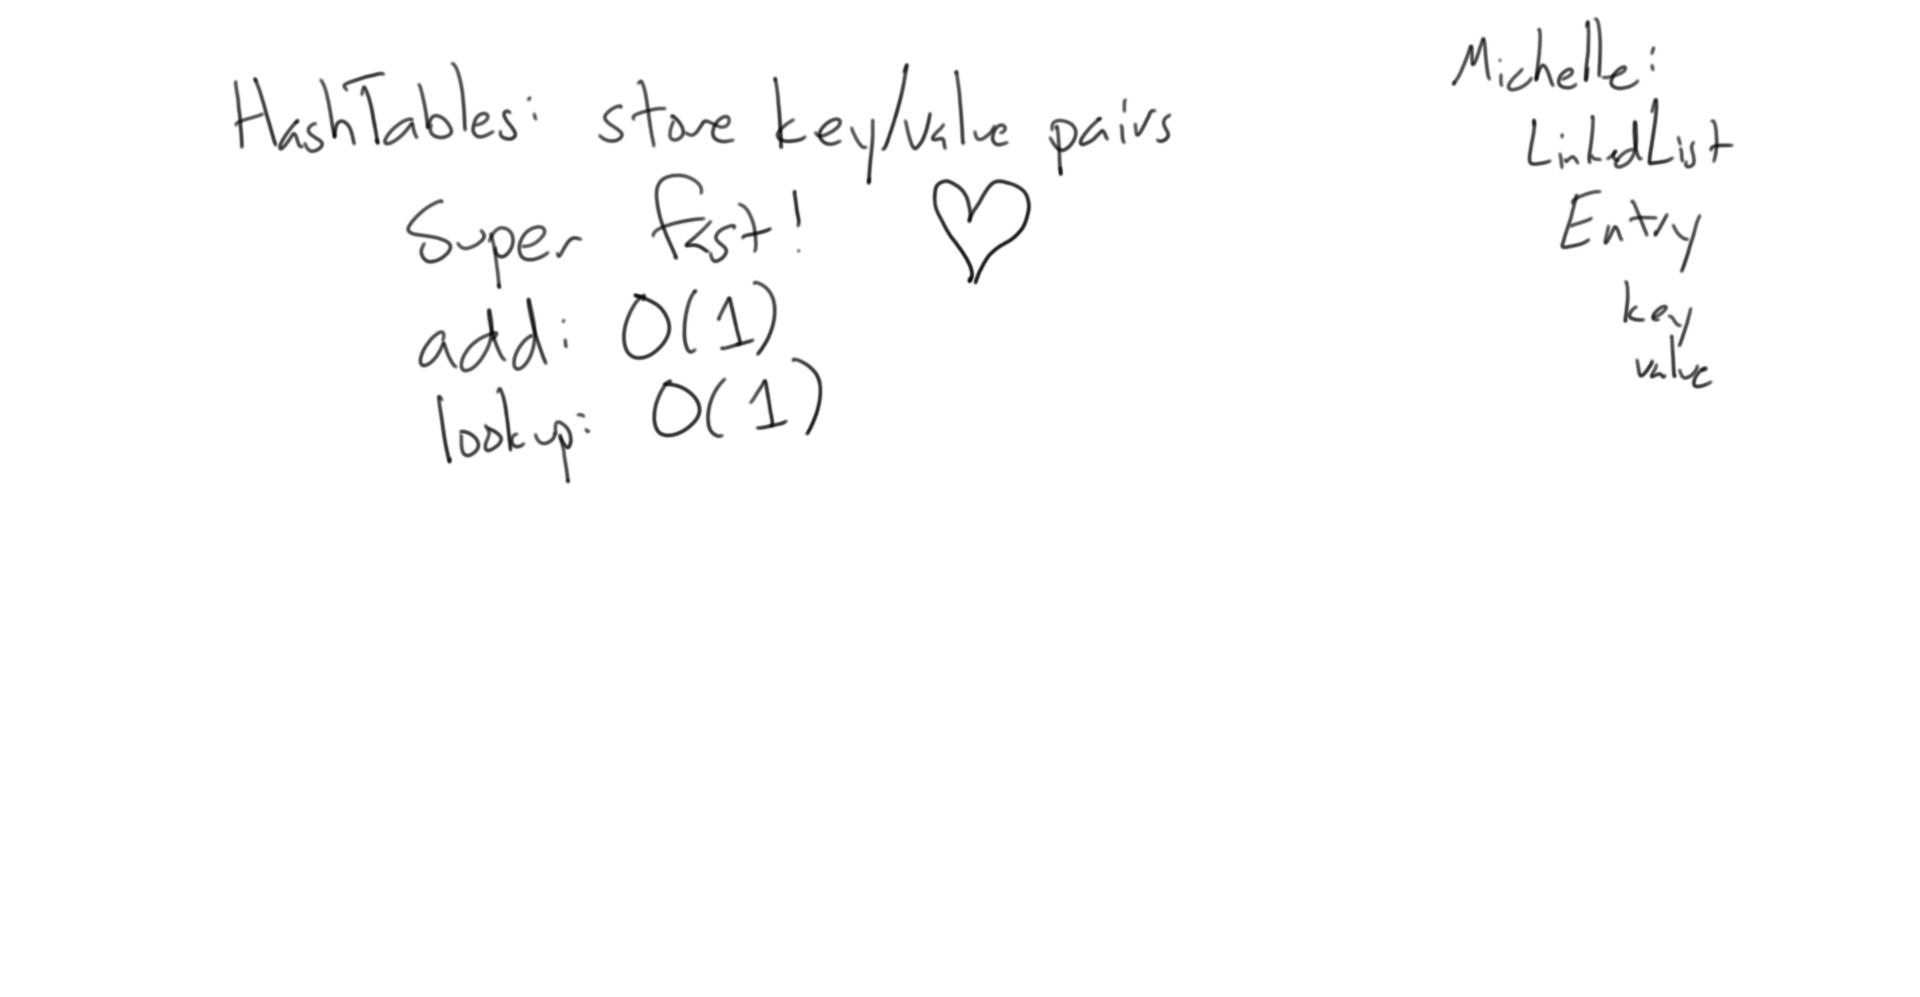 HashTables: store key/value pairs
Super fast!
add: O(1)
lookup: O(1)
Michelle:
LinkedList
Entry
key
value